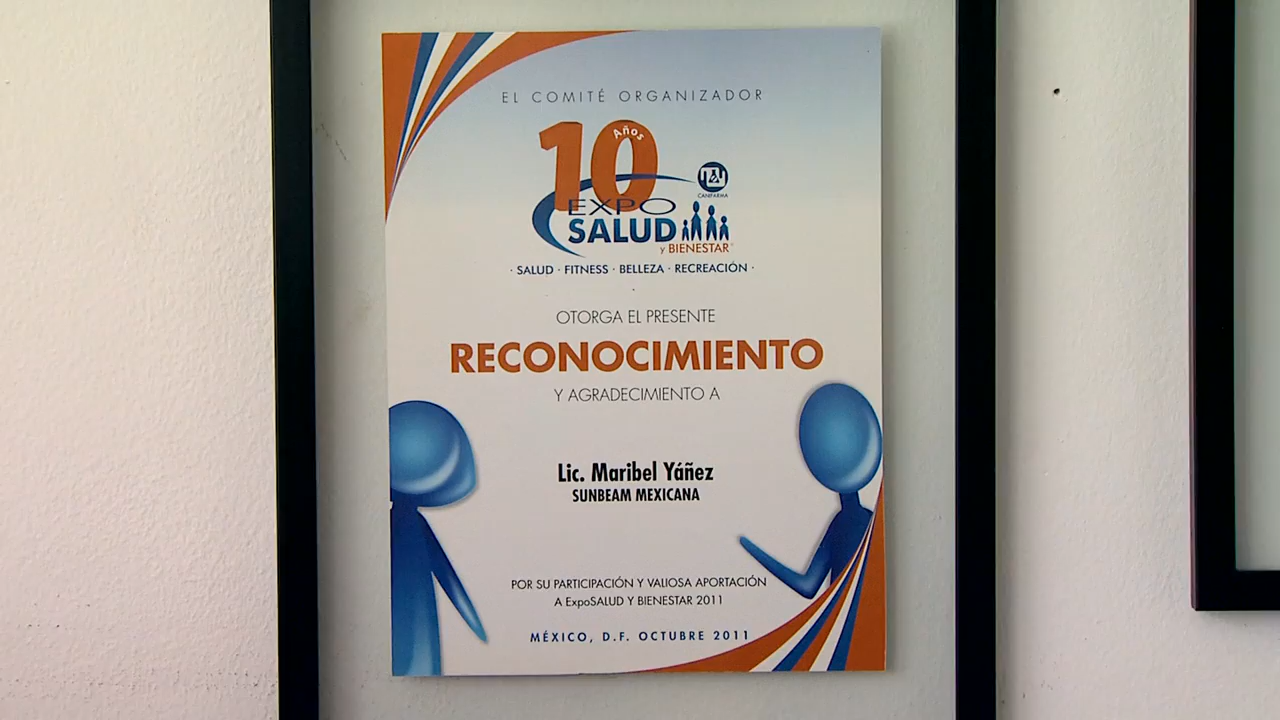 EL COMITÉ ORGANIZADOR
10 Años
CANIFARMA
EXPO
SALUD
y BIENESTAR
· SALUD · FITNESS · BELLEZA · RECREACIÓN ·
OTORGA EL PRESENTE
RECONOCIMIENTO
Y AGRADECIMIENTO A
Lic. Maribel Yáñez
SUNBEAM MEXICANA
POR SU PARTICIPACIÓN Y VALIOSA APORTACIÓN
A ExpoSALUD Y BIENESTAR 2011
MÉXICO, D.F. OCTUBRE 2011